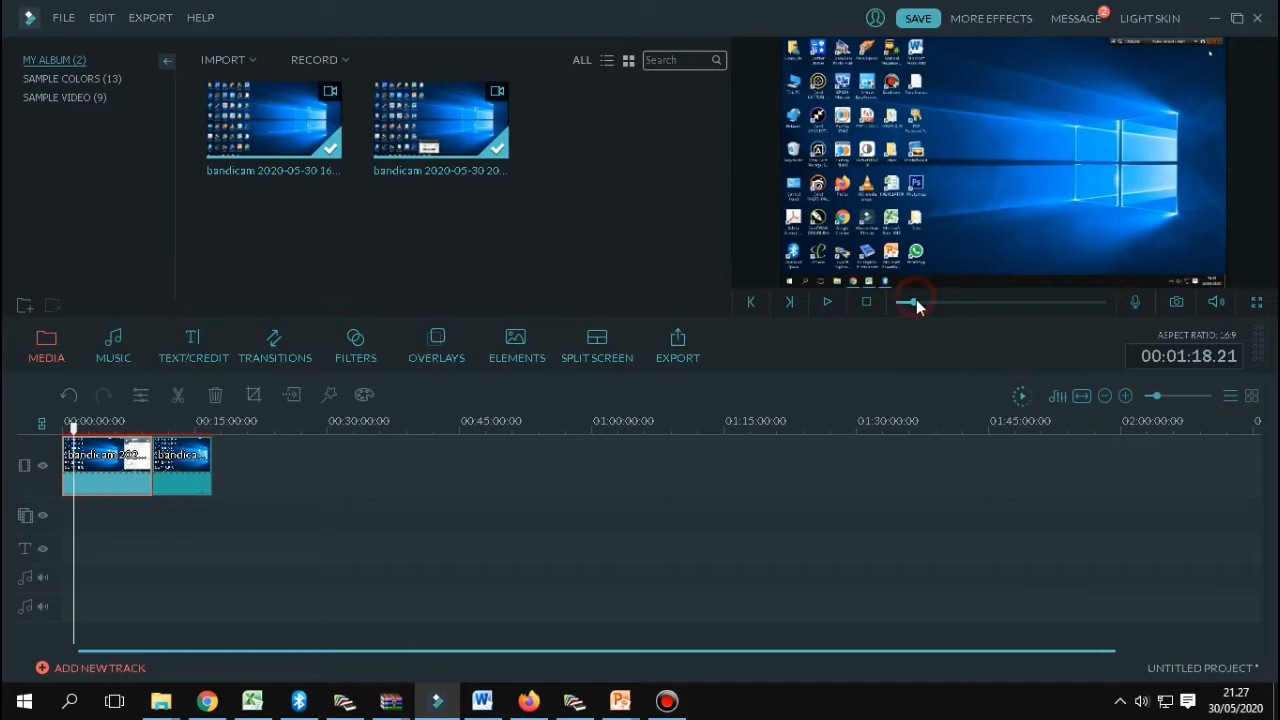 FILE EDIT EXPORT HELP
SAVE MORE EFFECTS MESSAGE 2 LIGHT SKIN
MY ALBUM (2)
SAMPLE COLORS (13)
SAMPLE VIDEO (9)
IMPORT RECORD ALL Search
bandicam 2020-05-30 16... bandicam 2020-05-30 20...
MEDIA MUSIC TEXT/CREDIT TRANSITIONS FILTERS OVERLAYS ELEMENTS SPLIT SCREEN EXPORT
ASPECT RATIO: 16:9
00:01:18.21
00:00:00:00 00:15:00:00 00:30:00:00 00:45:00:00 01:00:00:00 01:15:00:00 01:30:00:00 01:45:00:00 02:00:00:00 0
bandicam 202... bandica...
ADD NEW TRACK
UNTITLED PROJECT *
21.27
30/05/2020